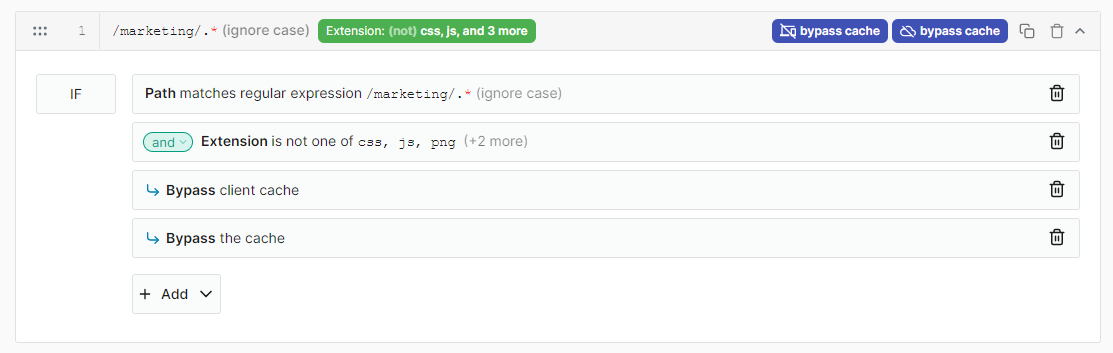 1 /marketing/.* (ignore case) Extension: (not) css, js, and 3 more bypass cache bypass cache
IF
Path matches regular expression /marketing/.* (ignore case)
and Extension is not one of css, js, png (+2 more)
Bypass client cache
Bypass the cache
+ Add